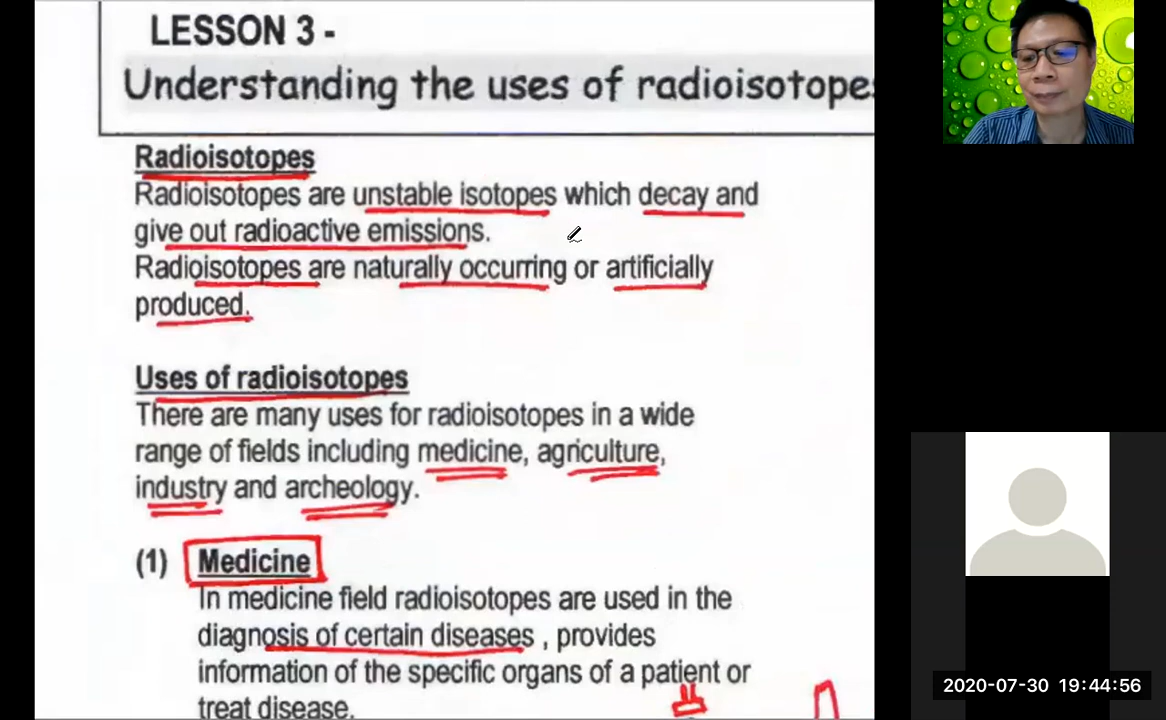 LESSON 3 -
Understanding the uses of radioisotopes
Radioisotopes
Radioisotopes are unstable isotopes which decay and
give out radioactive emissions.
Radioisotopes are naturally occurring or artificially
produced.
Uses of radioisotopes
There are many uses for radioisotopes in a wide
range of fields including medicine, agriculture,
industry and archeology.
(1) Medicine
In medicine field radioisotopes are used in the
diagnosis of certain diseases , provides
information of the specific organs of a patient or
treat disease.
2020-07-30 19:44:56